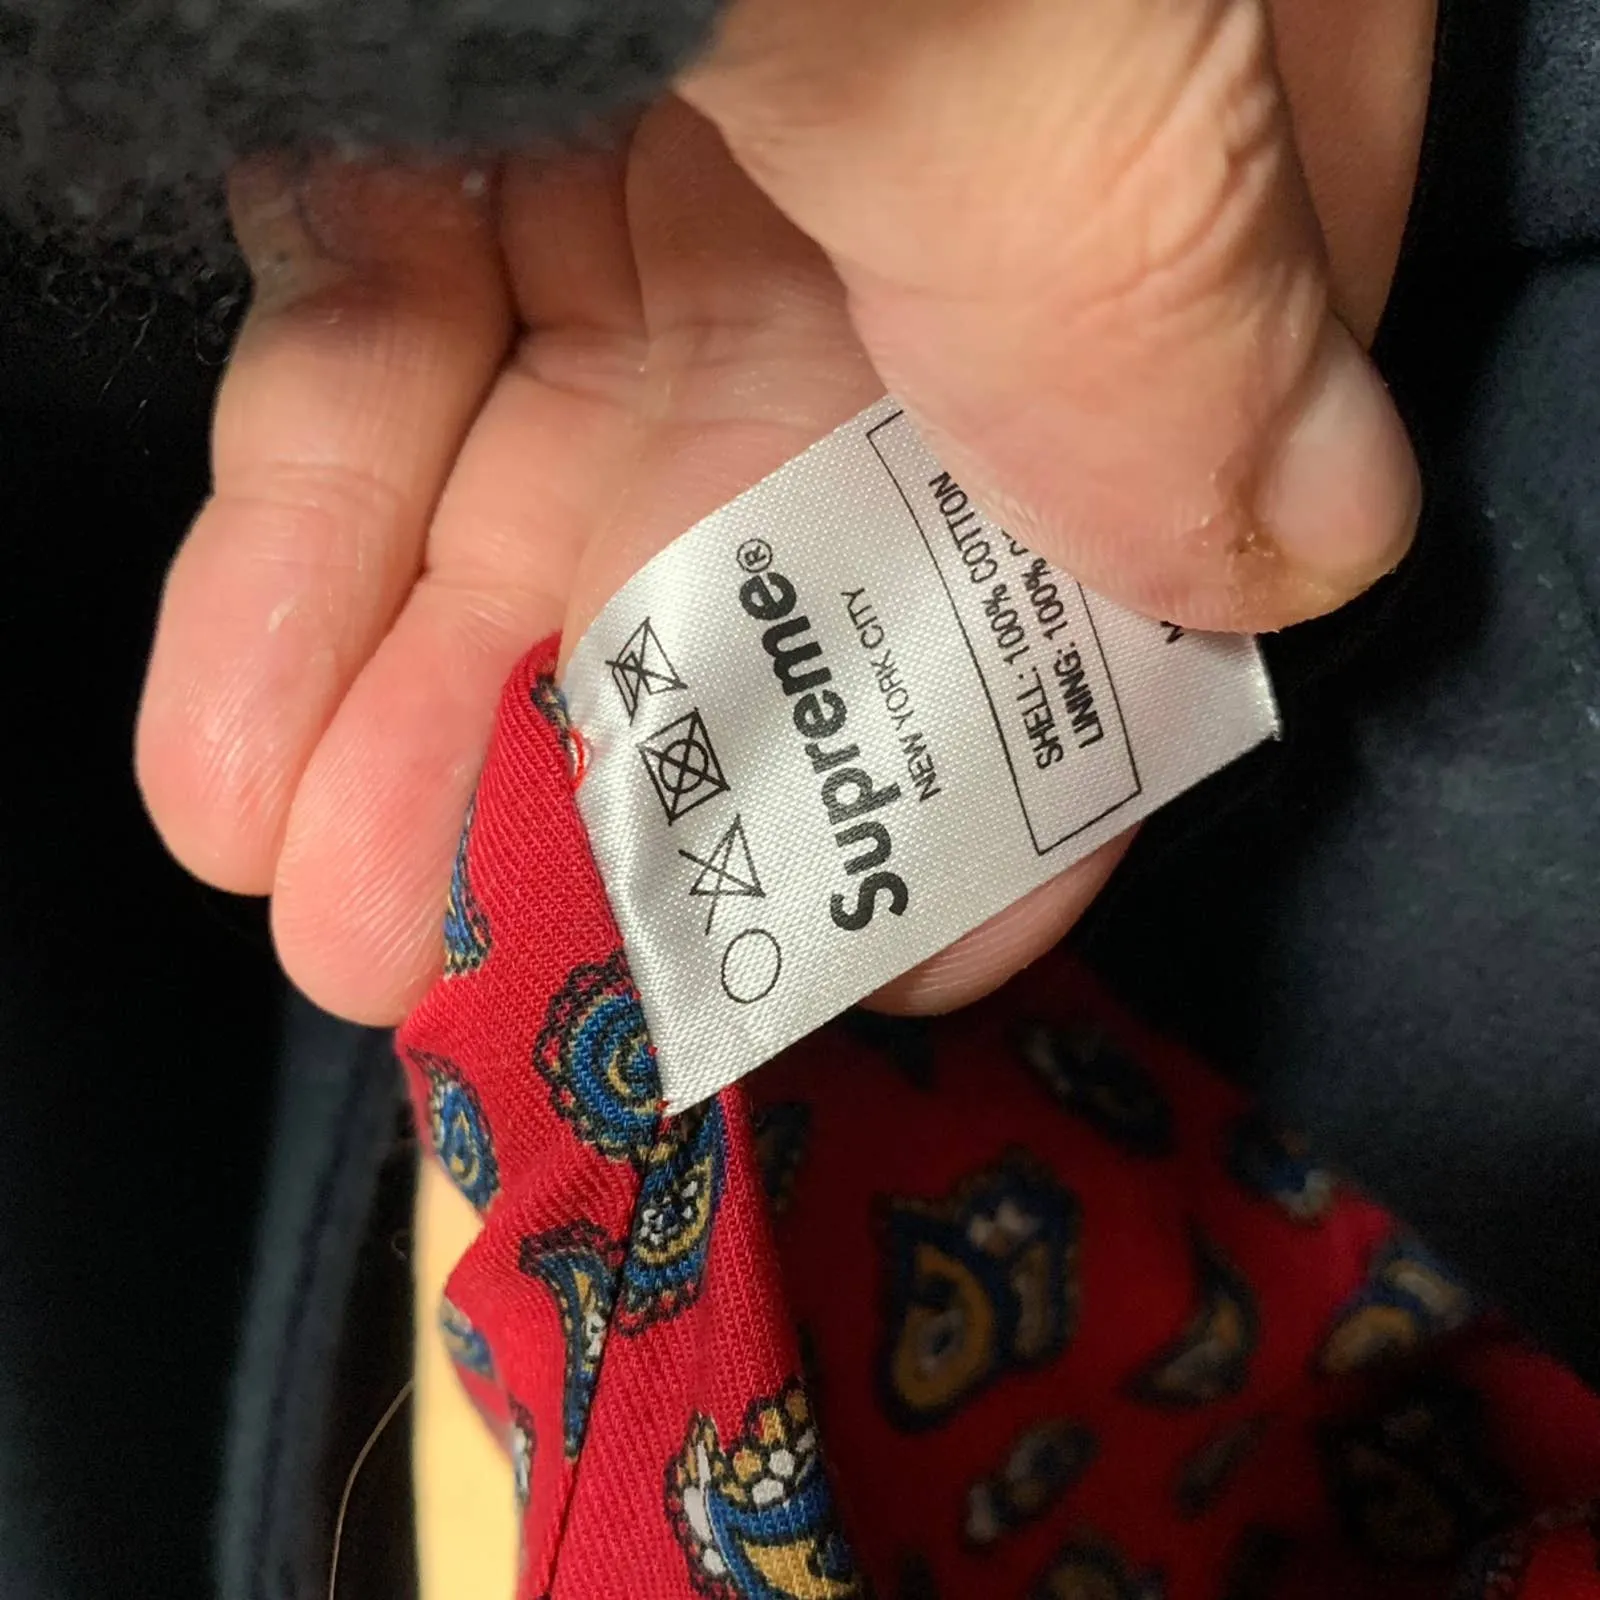 Supreme®
NEW YORK CITY
SHELL: 100% COTTON
LINING: 100%